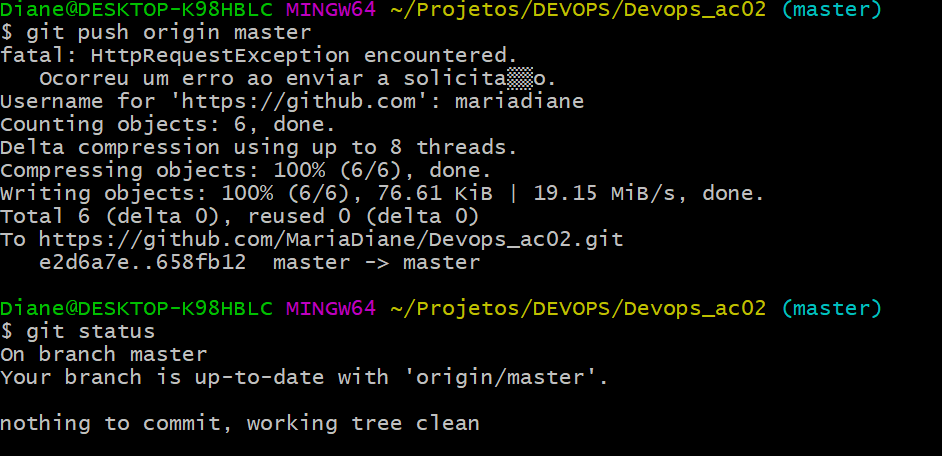 Diane@DESKTOP-K98HBLC MINGW64 ~/Projetos/DEVOPS/Devops_ac02 (master)
$ git push origin master
fatal: HttpRequestException encountered.
   Ocorreu um erro ao enviar a solicita▒▒o.
Username for 'https://github.com': mariadiane
Counting objects: 6, done.
Delta compression using up to 8 threads.
Compressing objects: 100% (6/6), done.
Writing objects: 100% (6/6), 76.61 KiB | 19.15 MiB/s, done.
Total 6 (delta 0), reused 0 (delta 0)
To https://github.com/MariaDiane/Devops_ac02.git
   e2d6a7e..658fb12  master -> master
Diane@DESKTOP-K98HBLC MINGW64 ~/Projetos/DEVOPS/Devops_ac02 (master)
$ git status
On branch master
Your branch is up-to-date with 'origin/master'.
nothing to commit, working tree clean